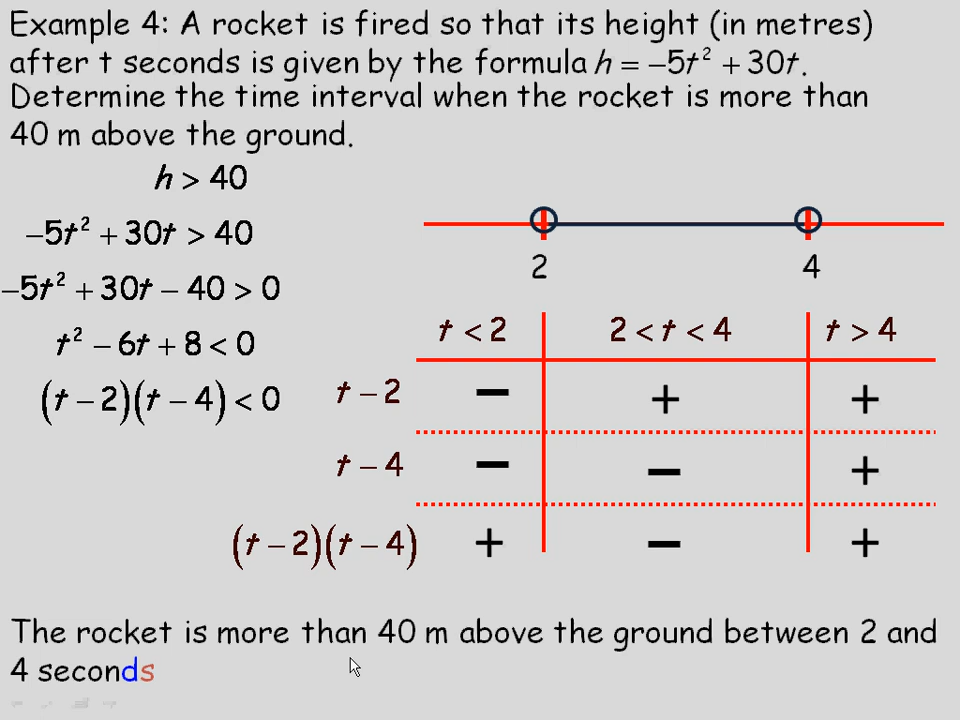 Example 4: A rocket is fired so that its height (in metres)
after t seconds is given by the formula h = −5t² + 30t.
Determine the time interval when the rocket is more than
40 m above the ground.
h > 40
−5t² + 30t > 40
−5t² + 30t − 40 > 0
t² − 6t + 8 < 0
(t − 2)(t − 4) < 0
2 4
t < 2 2 < t < 4 t > 4
t − 2 − + +
t − 4 − − +
(t − 2)(t − 4) + − +
The rocket is more than 40 m above the ground between 2 and
4 seconds